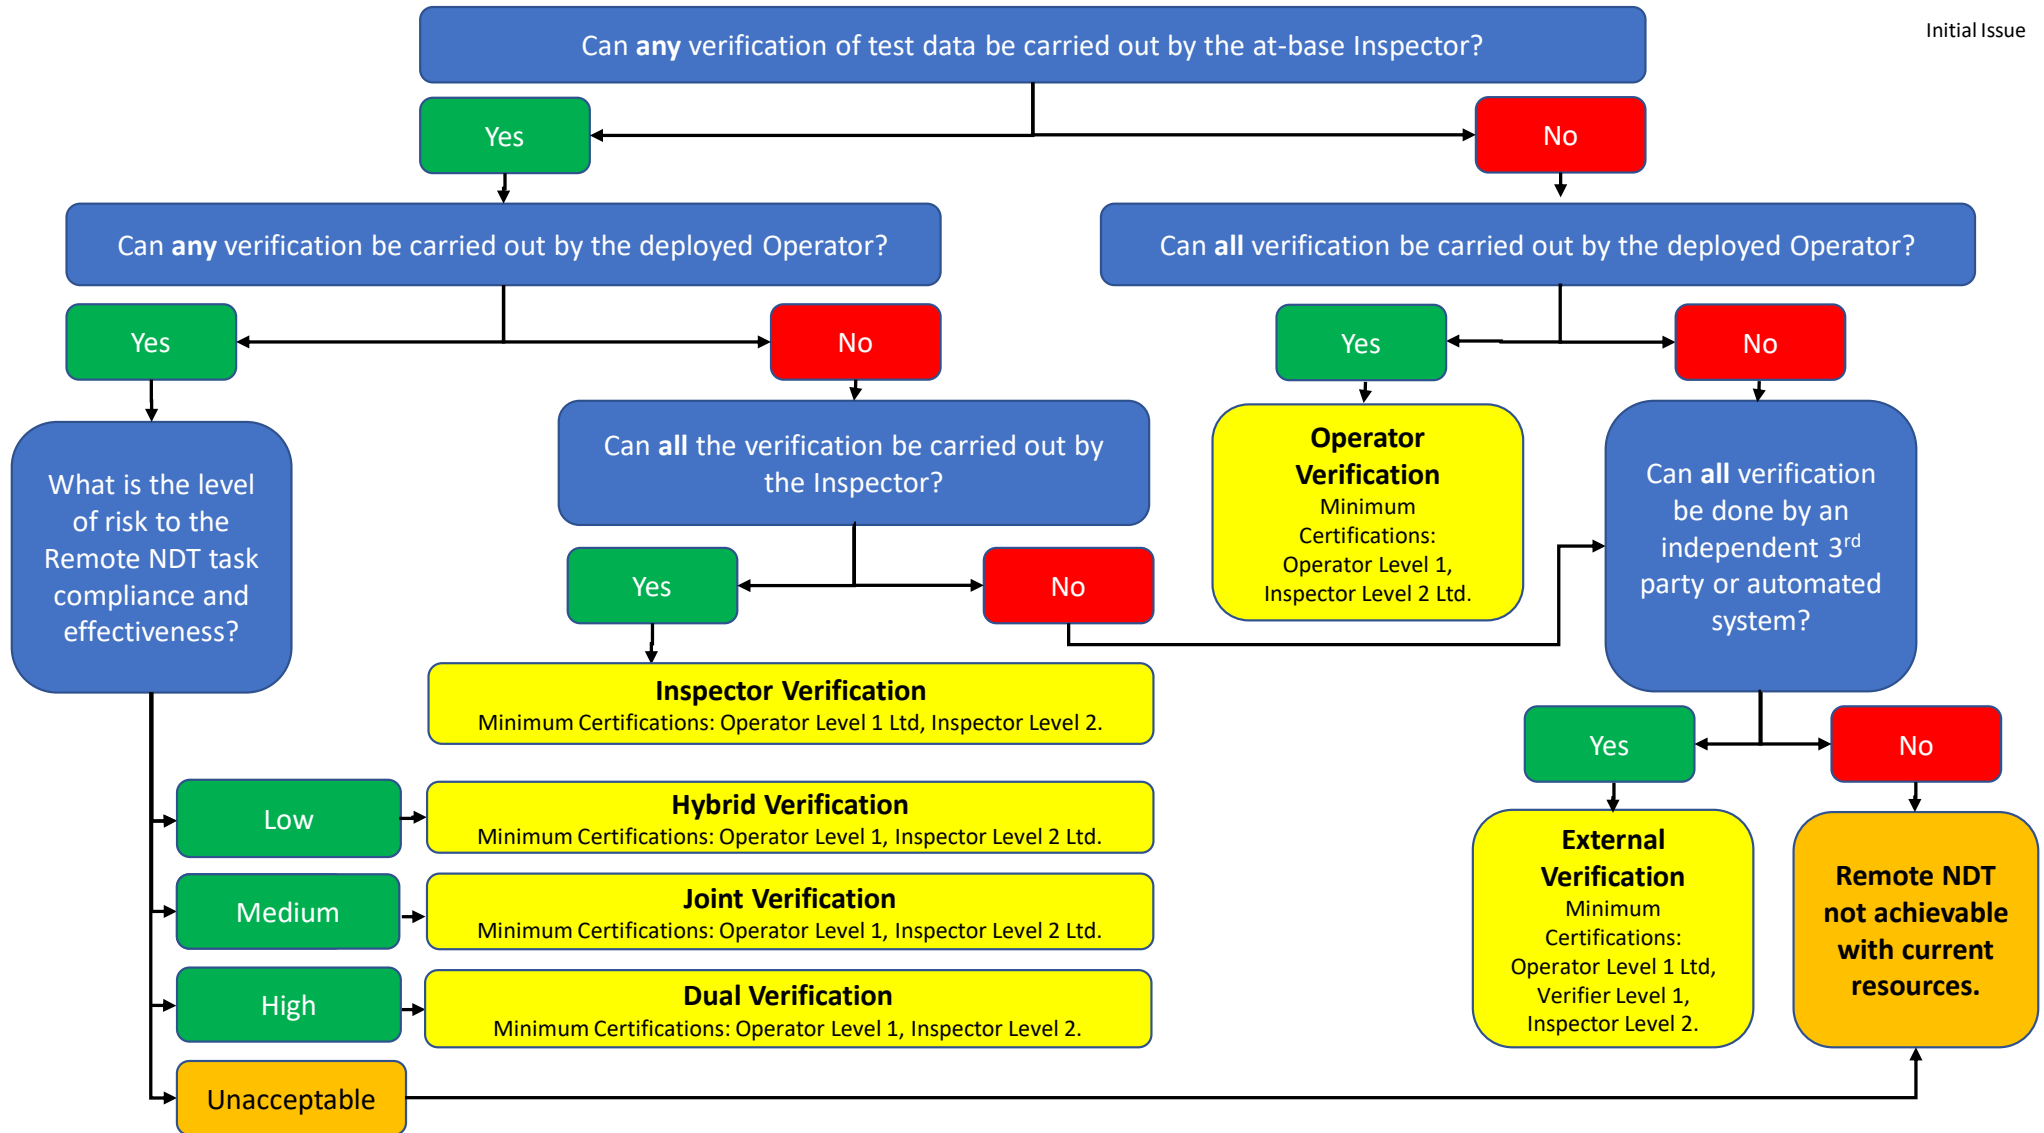 Initial Issue
Can any verification of test data be carried out by the at-base Inspector?
Yes
No
Can any verification be carried out by the deployed Operator?
Can all verification be carried out by the deployed Operator?
Yes
No
Yes
No
What is the level
of risk to the
Remote NDT task
compliance and
effectiveness?
Can all the verification be carried out by
the Inspector?
Operator
Verification
Minimum
Certifications:
Operator Level 1,
Inspector Level 2 Ltd.
Can all verification
be done by an
independent 3rd
party or automated
system?
Yes
No
Inspector Verification
Minimum Certifications: Operator Level 1 Ltd, Inspector Level 2.
Yes
No
Low
Hybrid Verification
Minimum Certifications: Operator Level 1, Inspector Level 2 Ltd.
Medium
Joint Verification
Minimum Certifications: Operator Level 1, Inspector Level 2 Ltd.
High
Dual Verification
Minimum Certifications: Operator Level 1, Inspector Level 2.
External
Verification
Minimum
Certifications:
Operator Level 1 Ltd,
Verifier Level 1,
Inspector Level 2.
Remote NDT
not achievable
with current
resources.
Unacceptable